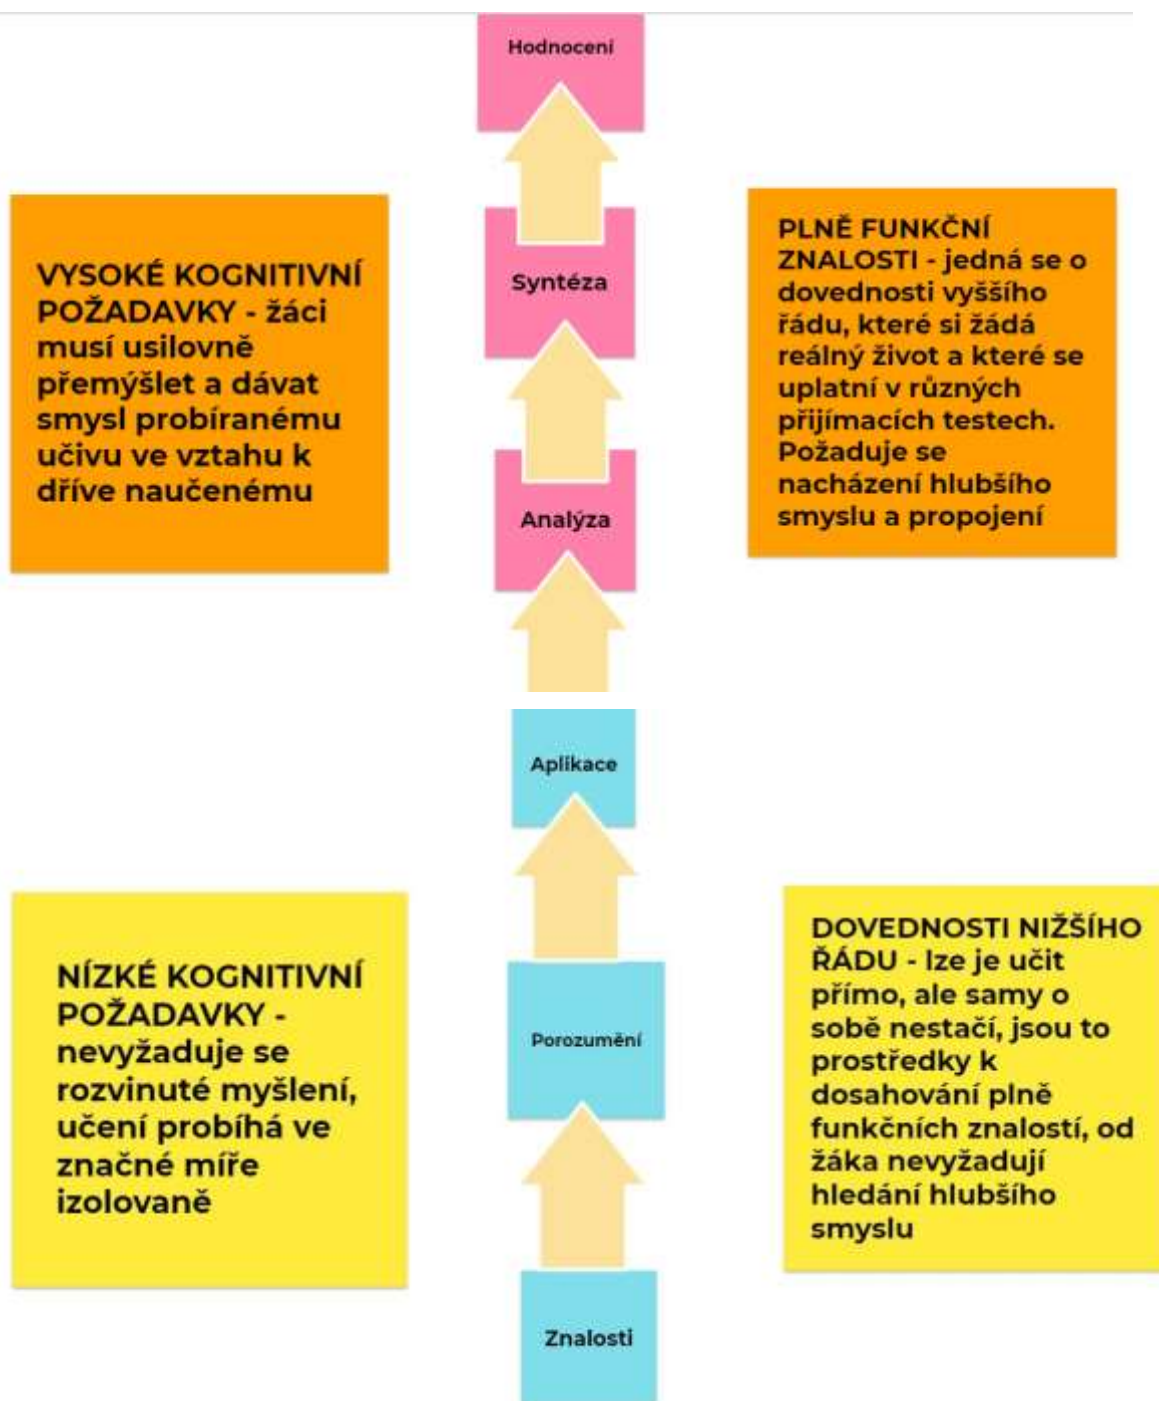 Hodnocení
VYSOKÉ KOGNITIVNÍ
POŽADAVKY - žáci
musí usilovně
přemýšlet a dávat
smysl probíranému
učivu ve vztahu k
dříve naučenému
Syntéza
Analýza
PLNĚ FUNKČNÍ
ZNALOSTI - jedná se o
dovednosti vyššího
řádu, které si žádá
reálný život a které se
uplatní v různých
přijímacích testech.
Požaduje se
nacházení hlubšího
smyslu a propojení
Aplikace
NÍZKÉ KOGNITIVNÍ
POŽADAVKY -
nevyžaduje se
rozvinuté myšlení,
učení probíhá ve
značné míře
izolovaně
Porozumění
DOVEDNOSTI NIŽŠÍHO
ŘÁDU - lze je učit
přímo, ale samy o
sobě nestačí, jsou to
prostředky k
dosahování plně
funkčních znalostí, od
žáka nevyžadují
hledání hlubšího
smyslu
Znalosti